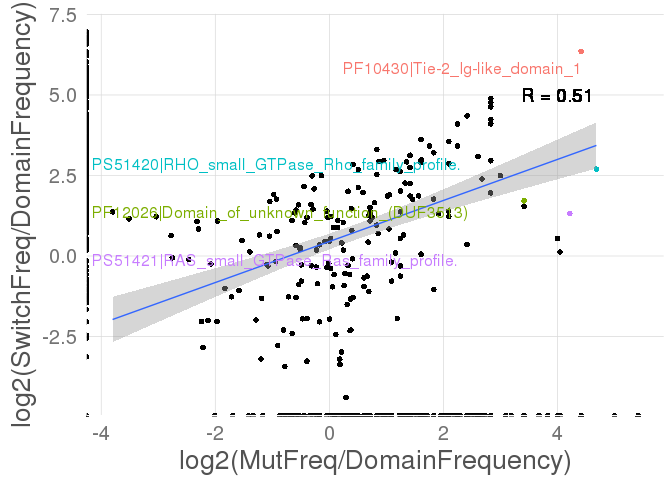 7.5
PF10430|Tie-2_Ig-like_domain_1
5.0
R = 0.51
PS51420|RHO_small_GTPase_Rho_family_profile.
2.5
PF12026|Domain_of_unknown_function_(DUF3513)
0.0
PS51421|RAS_small_GTPase_Ras_family_profile.
-2.5
-4 -2 0 2 4
log2(MutFreq/DomainFrequency)
log2(SwitchFreq/DomainFrequency)